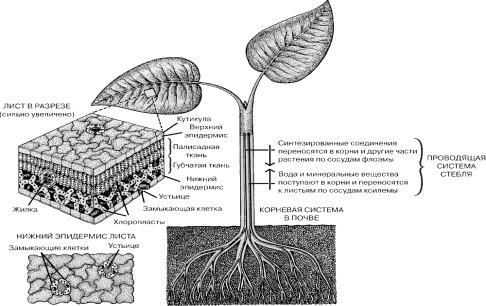 ЛИСТ В РАЗРЕЗЕ
(сильно увеличено)
Кутикула
Верхний
эпидермис
Палисадная
ткань
Губчатая ткань
Нижний
эпидермис
Устьице
Замыкающая клетка
Жилка
Хлоропласты
НИЖНИЙ ЭПИДЕРМИС ЛИСТА
Замыкающие клетки
Устьице
Синтезированные соединения
переносятся в корни и другие части
растения по сосудам флоэмы
Вода и минеральные вещества
поступают в корни и переносятся
к листьям по сосудам ксилемы
ПРОВОДЯЩАЯ
СИСТЕМА
СТЕБЛЯ
КОРНЕВАЯ СИСТЕМА
В ПОЧВЕ